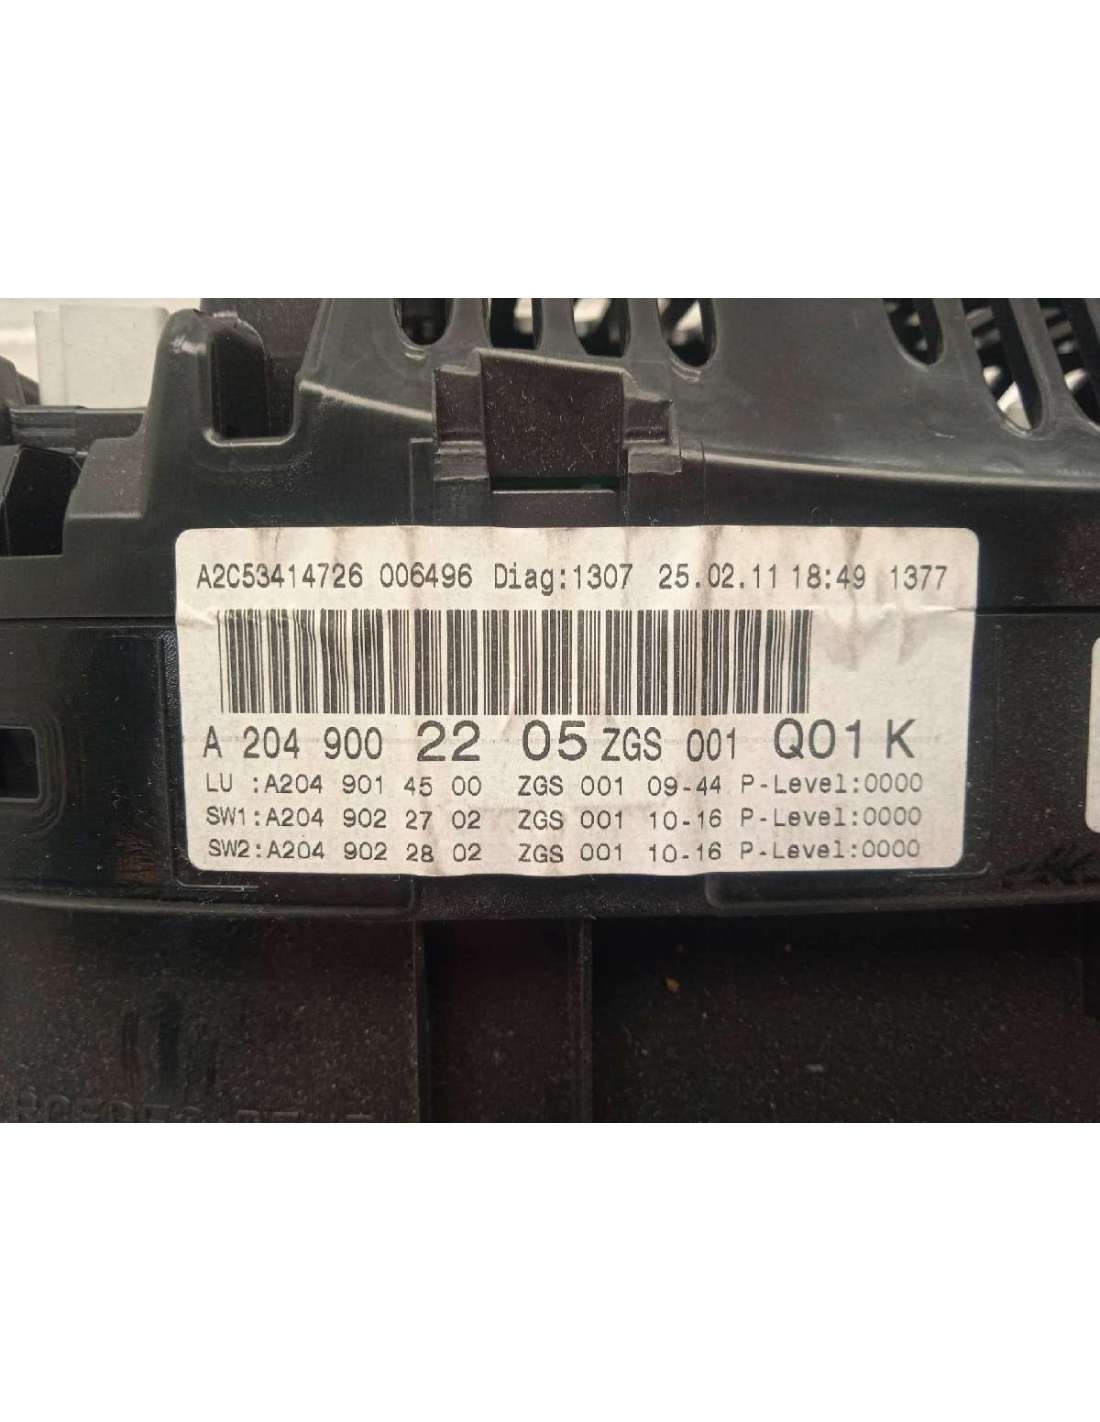 A2C53414726 006496 Diag:1307 25.02.11 18:49 1377
A 204 900 22 05 ZGS 001 Q01 K
LU :A204 901 45 00 ZGS 001 09-44 P-Level:0000
SW1:A204 902 27 02 ZGS 001 10-16 P-Level:0000
SW2:A204 902 28 02 ZGS 001 10-16 P-Level:0000